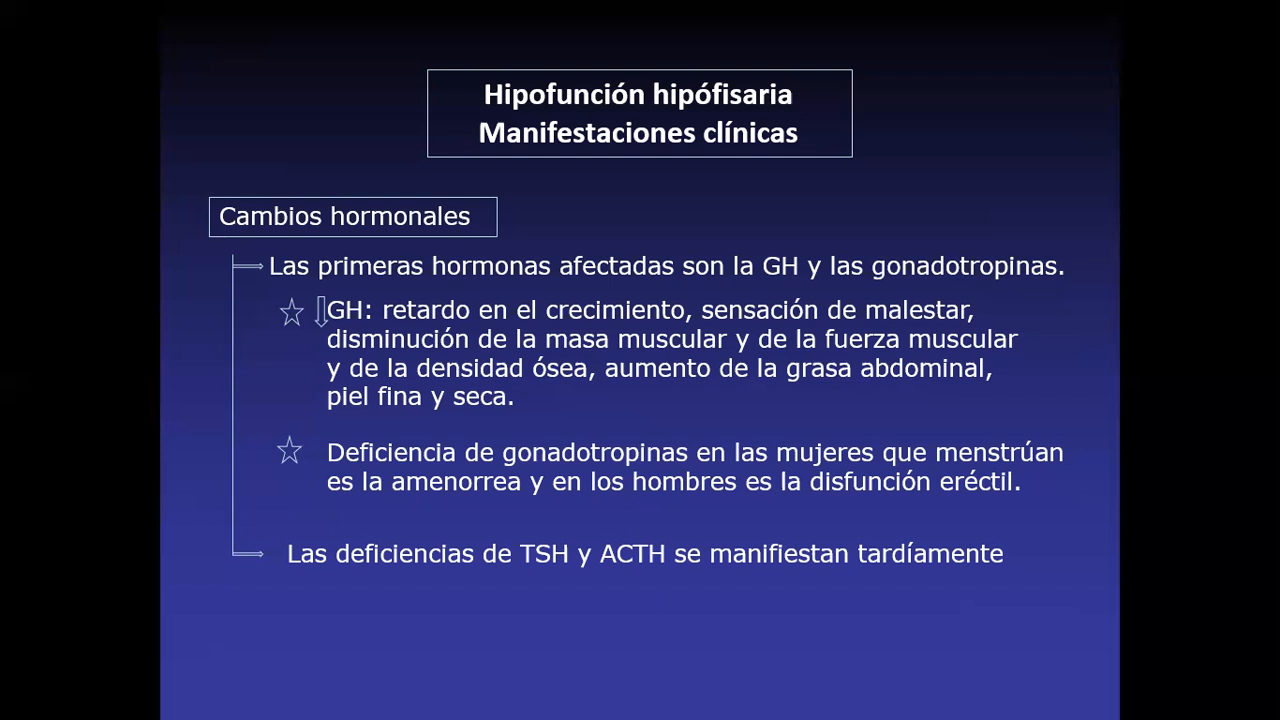 Hipofunción hipófisaria
Manifestaciones clínicas
Cambios hormonales
Las primeras hormonas afectadas son la GH y las gonadotropinas.
GH: retardo en el crecimiento, sensación de malestar,
disminución de la masa muscular y de la fuerza muscular
y de la densidad ósea, aumento de la grasa abdominal,
piel fina y seca.
Deficiencia de gonadotropinas en las mujeres que menstrúan
es la amenorrea y en los hombres es la disfunción eréctil.
Las deficiencias de TSH y ACTH se manifiestan tardíamente